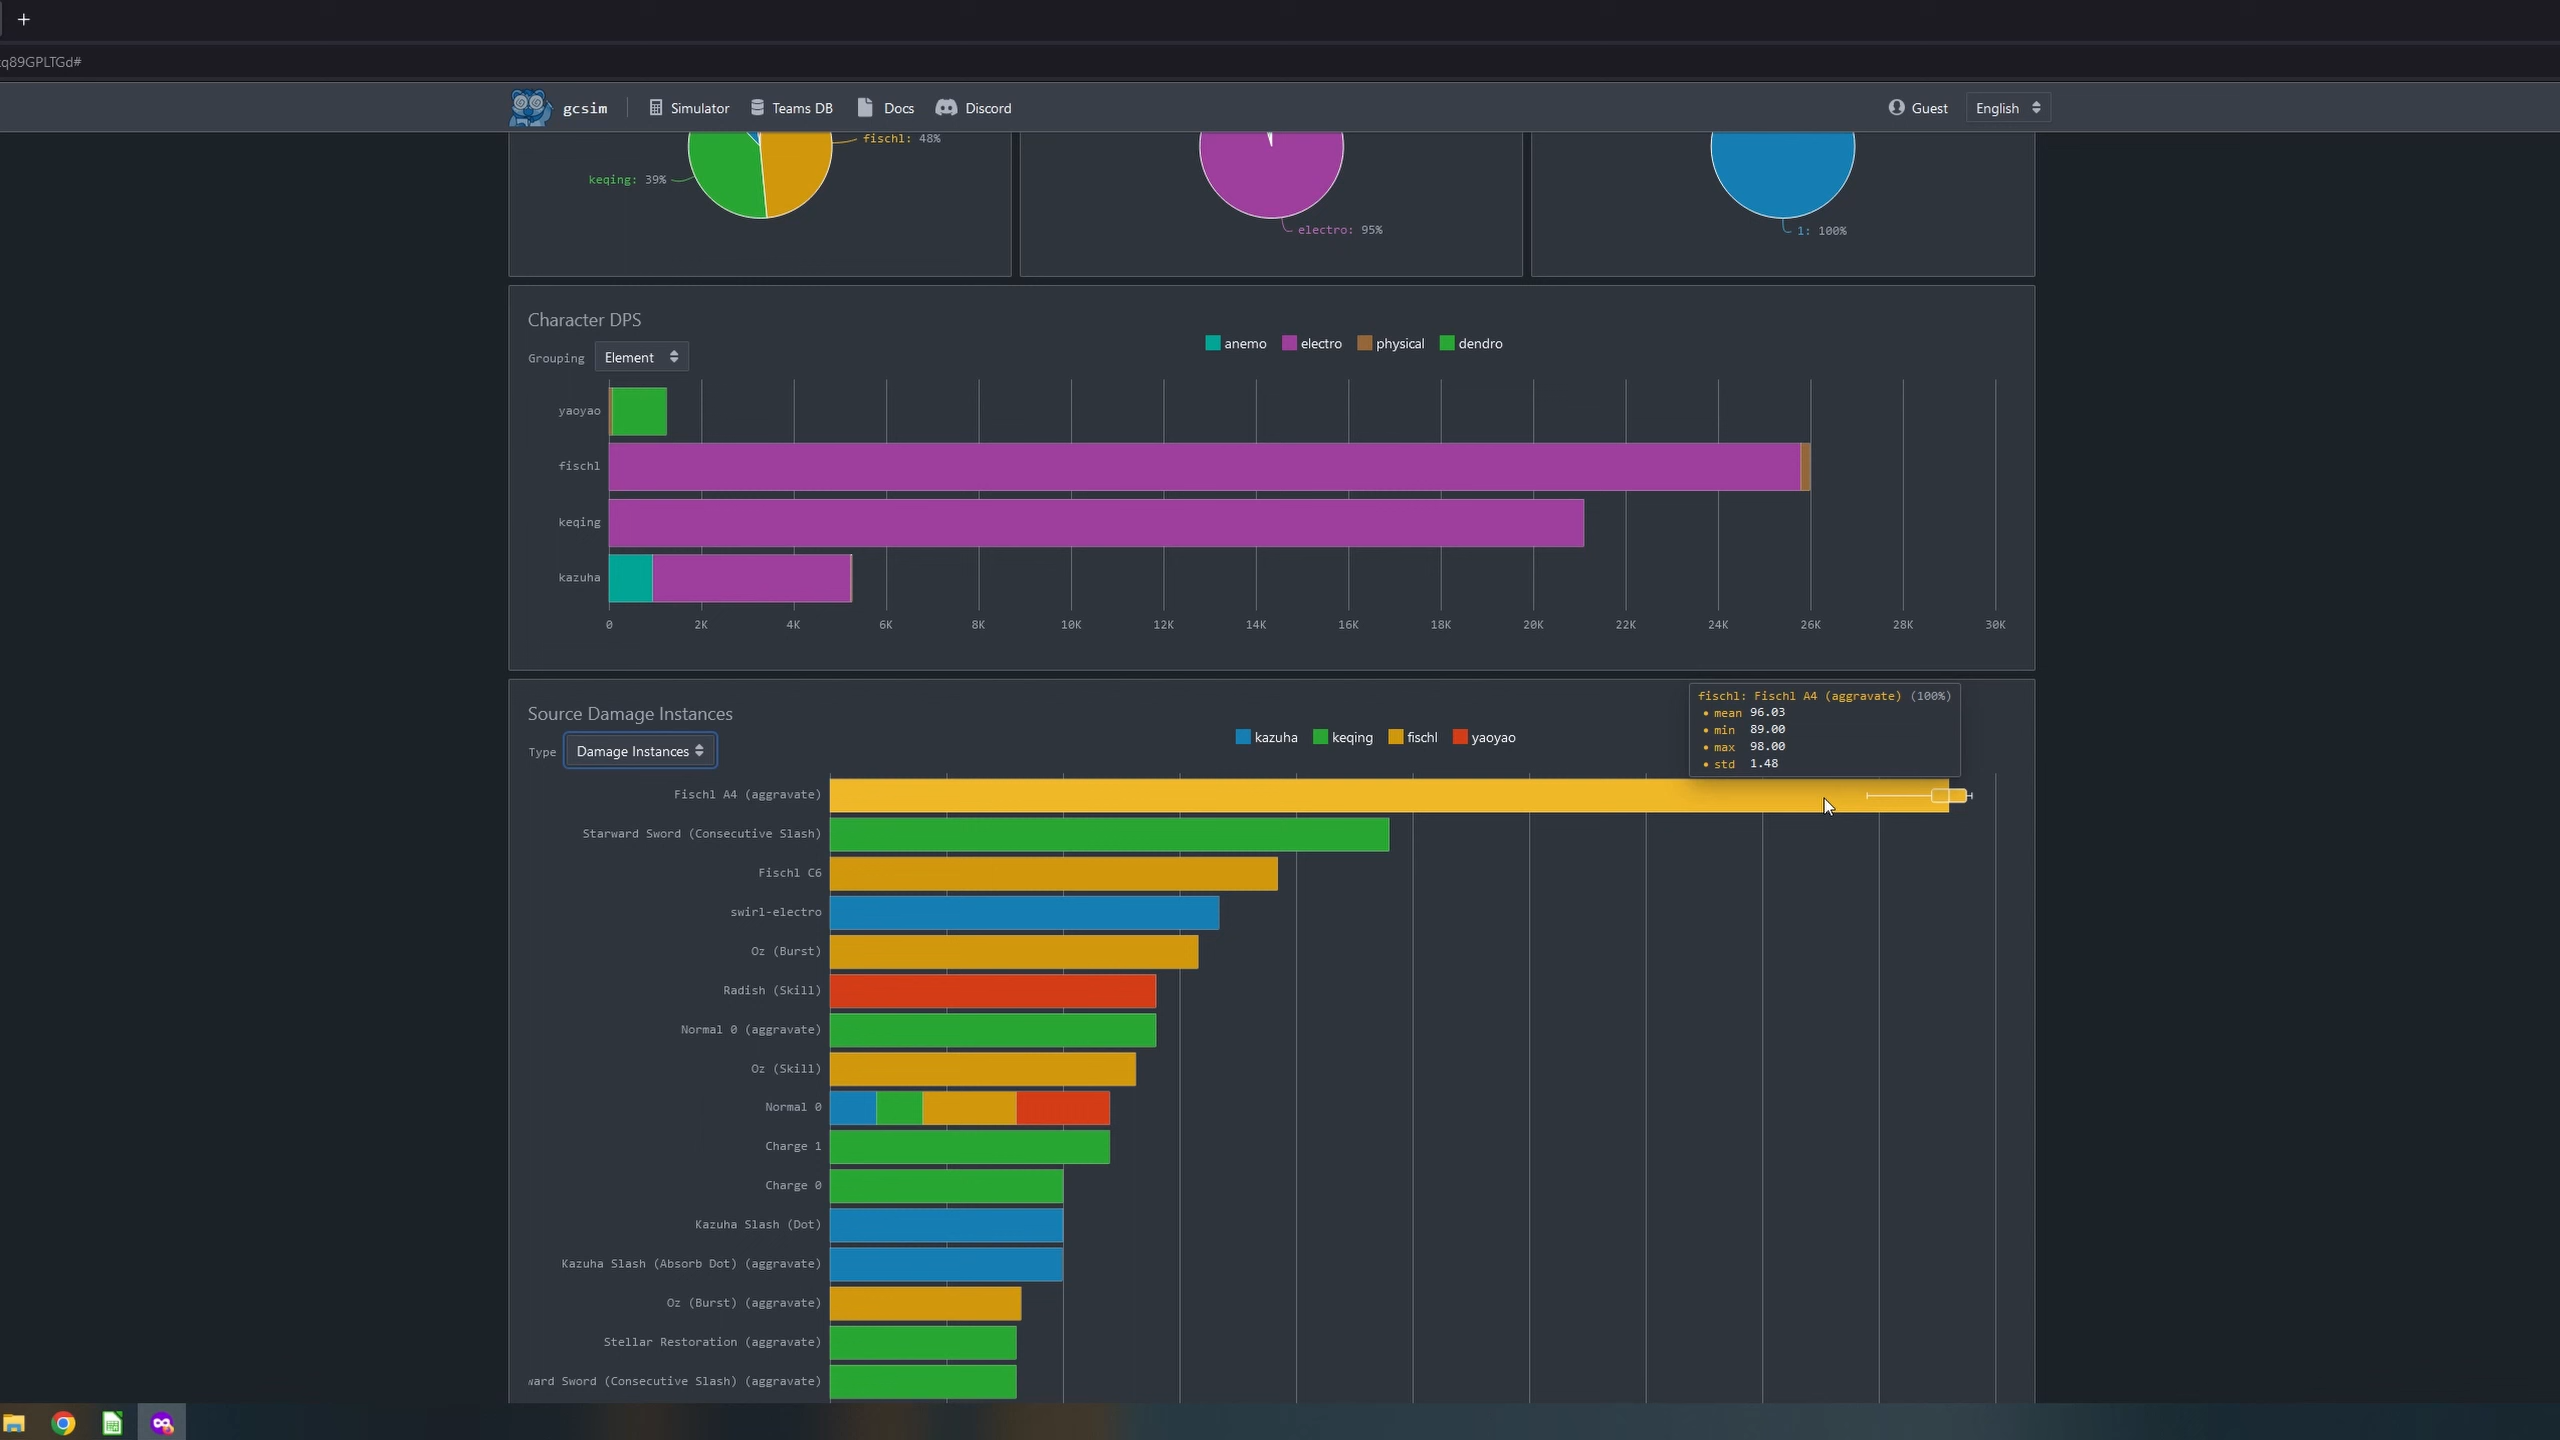 q89GPLTGd#
gcsim
Simulator
Teams DB
Docs
Discord
Guest
English
fischl: 48%
keqing: 39%
electro: 95%
1: 100%
Character DPS
Grouping
Element
anemo
electro
physical
dendro
yaoyao
fischl
keqing
kazuha
0
2K
4K
6K
8K
10K
12K
14K
16K
18K
20K
22K
24K
26K
28K
30K
Source Damage Instances
Type
Damage Instances
kazuha
keqing
fischl
yaoyao
fischl: Fischl A4 (aggravate) (100%)
• mean 96.03
• min 89.00
• max 98.00
• std 1.48
Fischl A4 (aggravate)
Starward Sword (Consecutive Slash)
Fischl C6
swirl-electro
Oz (Burst)
Radish (Skill)
Normal 0 (aggravate)
Oz (Skill)
Normal 0
Charge 1
Charge 0
Kazuha Slash (Dot)
Kazuha Slash (Absorb Dot) (aggravate)
Oz (Burst) (aggravate)
Stellar Restoration (aggravate)
ward Sword (Consecutive Slash) (aggravate)